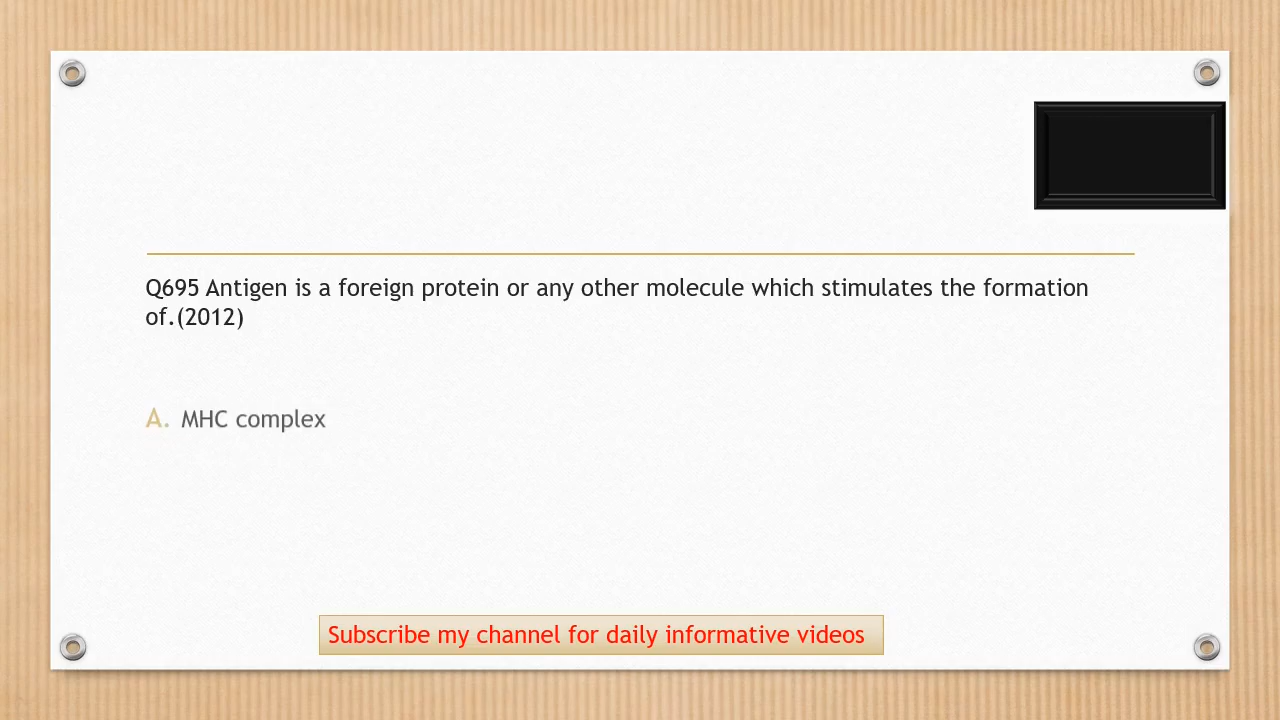 Q695 Antigen is a foreign protein or any other molecule which stimulates the formation
of.(2012)
A. MHC complex
Subscribe my channel for daily informative videos